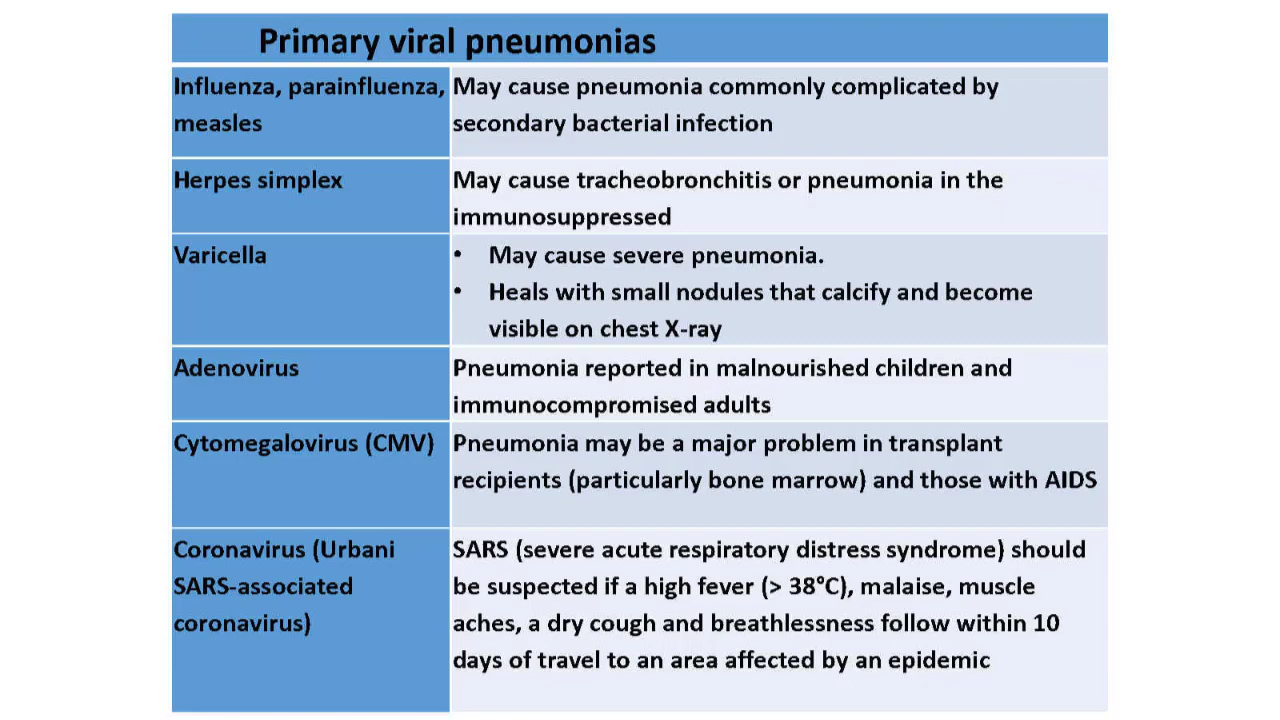 Primary viral pneumonias
Influenza, parainfluenza,
measles
May cause pneumonia commonly complicated by
secondary bacterial infection
Herpes simplex
May cause tracheobronchitis or pneumonia in the
immunosuppressed
Varicella
• May cause severe pneumonia.
• Heals with small nodules that calcify and become
visible on chest X-ray
Adenovirus
Pneumonia reported in malnourished children and
immunocompromised adults
Cytomegalovirus (CMV)
Pneumonia may be a major problem in transplant
recipients (particularly bone marrow) and those with AIDS
Coronavirus (Urbani
SARS-associated
coronavirus)
SARS (severe acute respiratory distress syndrome) should
be suspected if a high fever (> 38°C), malaise, muscle
aches, a dry cough and breathlessness follow within 10
days of travel to an area affected by an epidemic